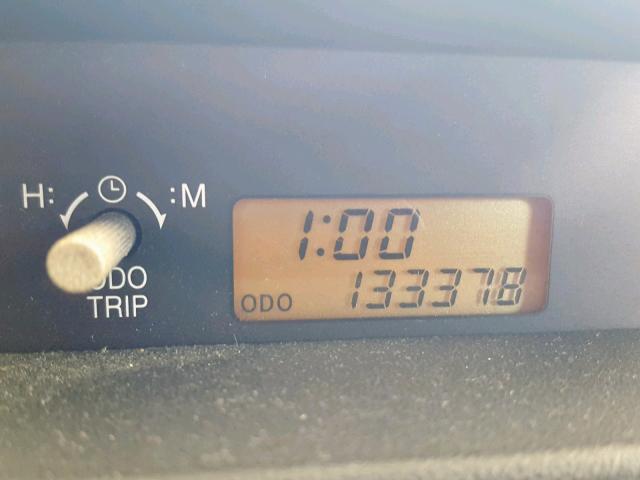 H: :M
ODO
TRIP
1:00
ODO 133378